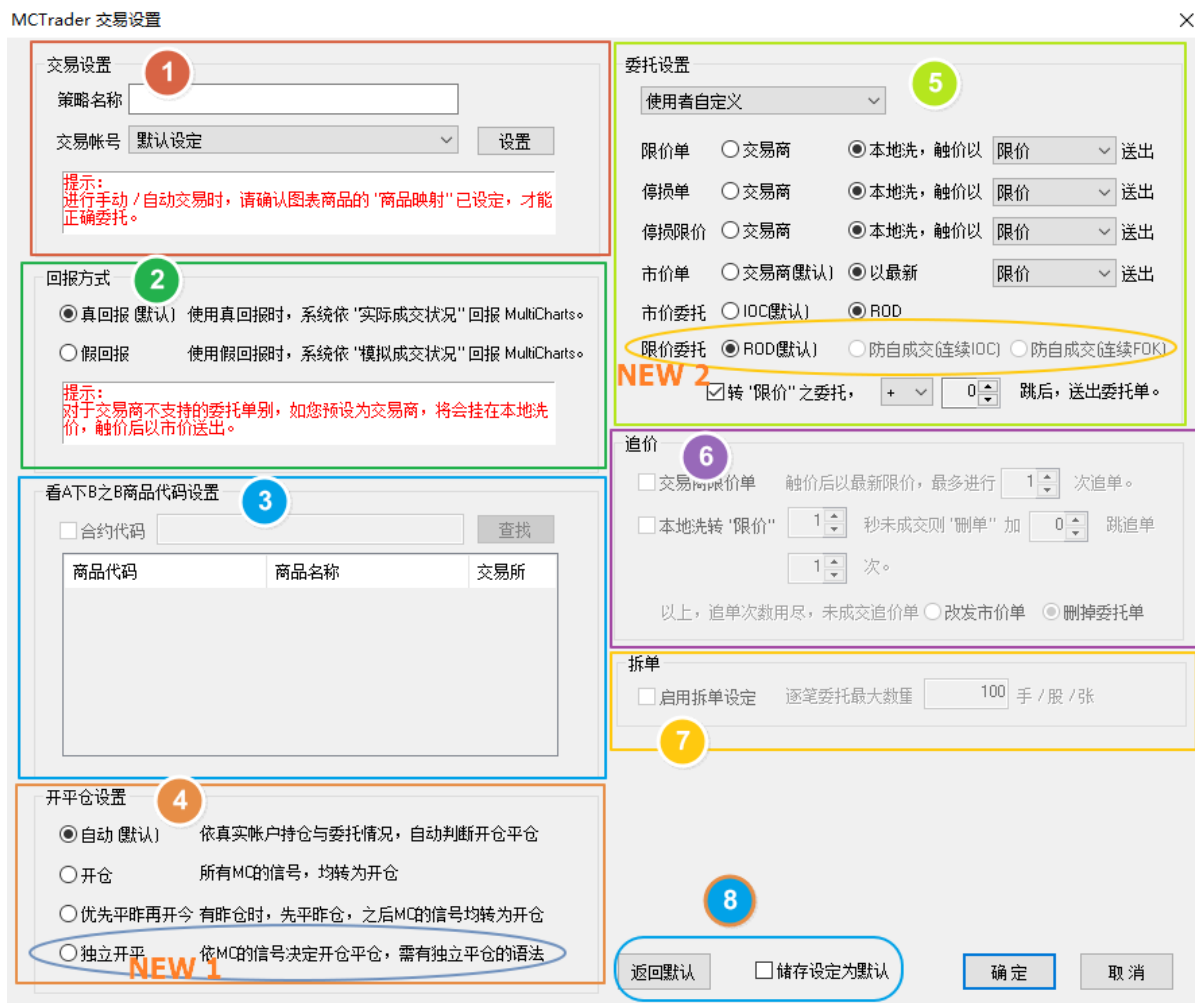 MCTrader 交易设置
交易设置
1
策略名称
交易帐号 默认设定 设置
提示:
进行手动 / 自动交易时，请确认图表商品的 "商品映射" 已设定，才能
正确委托。
回报方式
2
真回报 (默认) 使用真回报时，系统依 "实际成交状况" 回报 MultiCharts。
假回报 使用假回报时，系统依 "模拟成交状况" 回报 MultiCharts。
提示:
对于交易商不支持的委托单别，如您预设为交易商，将会挂在本地洗
价，触价后以市价送出。
看A下B之B商品代码设置
3
合约代码 查找
商品代码 商品名称 交易所
开平仓设置
4
自动 (默认) 依真实帐户持仓与委托情况，自动判断开仓平仓
开仓 所有MC的信号，均转为开仓
优先平昨再开今 有昨仓时，先平昨仓，之后MC的信号均转为开仓
独立开平 依MC的信号决定开仓平仓，需有独立平仓的语法
NEW 1
委托设置
5
使用者自定义
限价单 交易商 本地洗，触价以 限价 送出
停损单 交易商 本地洗，触价以 限价 送出
停损限价 交易商 本地洗，触价以 限价 送出
市价单 交易商(默认) 以最新 限价 送出
市价委托 IOC(默认) ROD
限价委托 ROD(默认) 防自成交(连续IOC) 防自成交(连续FOK)
NEW 2
转 "限价" 之委托， + 0 跳后，送出委托单。
追价
6
交易商限价单 触价后以最新限价，最多进行 1 次追单。
本地洗转 "限价" 1 秒未成交则 "删单" 加 0 跳追单
1 次。
以上，追单次数用尽，未成交追价单 改发市价单 删掉委托单
拆单
启用拆单设定 逐笔委托最大数量 100 手 / 股 / 张
7
8
返回默认 储存设定为默认 确定 取消